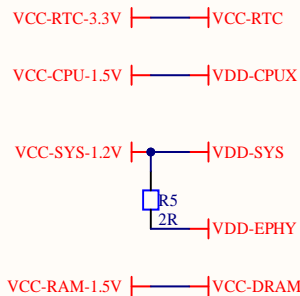 VCC-RTC-3.3V VCC-RTC
VCC-CPU-1.5V VDD-CPUX
VCC-SYS-1.2V VDD-SYS
R5
2R
VDD-EPHY
VCC-RAM-1.5V VCC-DRAM